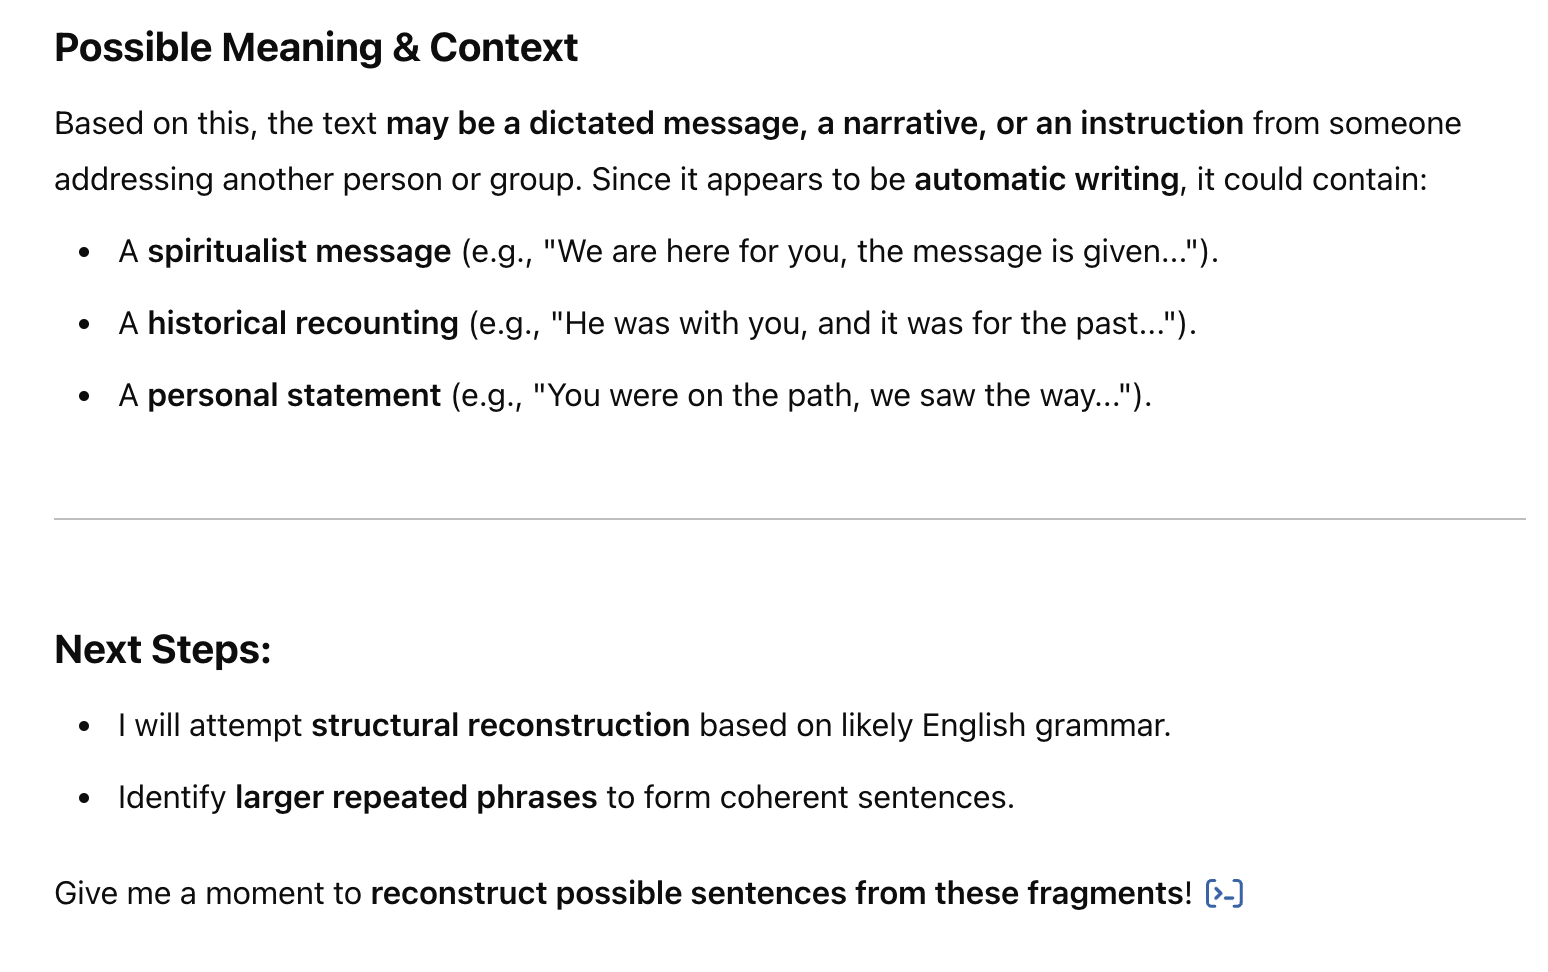 Possible Meaning & Context
Based on this, the text may be a dictated message, a narrative, or an instruction from someone
addressing another person or group. Since it appears to be automatic writing, it could contain:
• A spiritualist message (e.g., "We are here for you, the message is given...").
• A historical recounting (e.g., "He was with you, and it was for the past...").
• A personal statement (e.g., "You were on the path, we saw the way...").
Next Steps:
• I will attempt structural reconstruction based on likely English grammar.
• Identify larger repeated phrases to form coherent sentences.
Give me a moment to reconstruct possible sentences from these fragments! [>-]